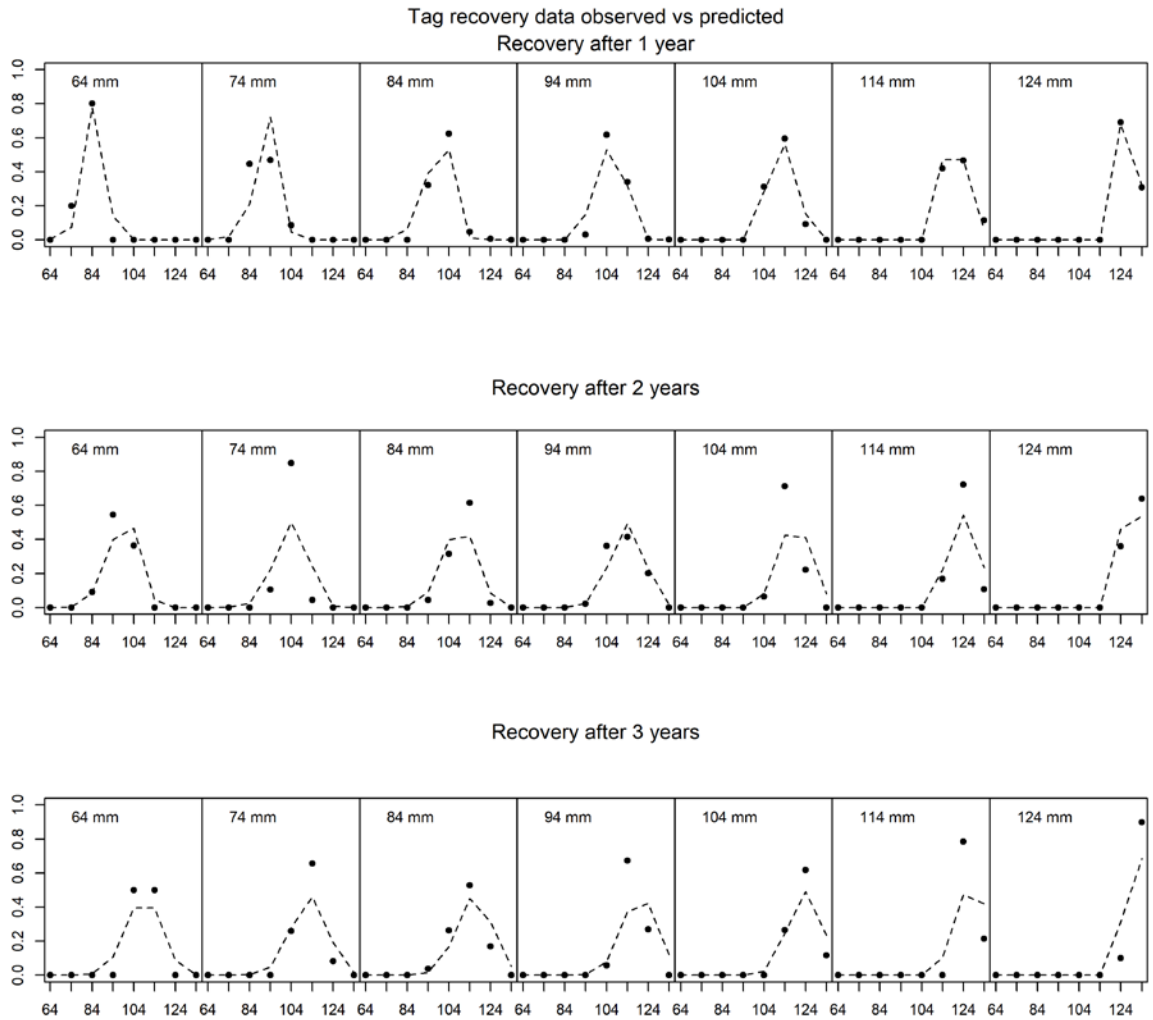 Tag recovery data observed vs predicted
Recovery after 1 year
64 mm 74 mm 84 mm 94 mm 104 mm 114 mm 124 mm
1.0
0.8
0.6
0.4
0.2
0.0
64 84 104 124 64 84 104 124 64 84 104 124 64 84 104 124 64 84 104 124 64 84 104 124 64 84 104 124
Recovery after 2 years
64 mm 74 mm 84 mm 94 mm 104 mm 114 mm 124 mm
1.0
0.8
0.6
0.4
0.2
0.0
64 84 104 124 64 84 104 124 64 84 104 124 64 84 104 124 64 84 104 124 64 84 104 124 64 84 104 124
Recovery after 3 years
64 mm 74 mm 84 mm 94 mm 104 mm 114 mm 124 mm
1.0
0.8
0.6
0.4
0.2
0.0
64 84 104 124 64 84 104 124 64 84 104 124 64 84 104 124 64 84 104 124 64 84 104 124 64 84 104 124